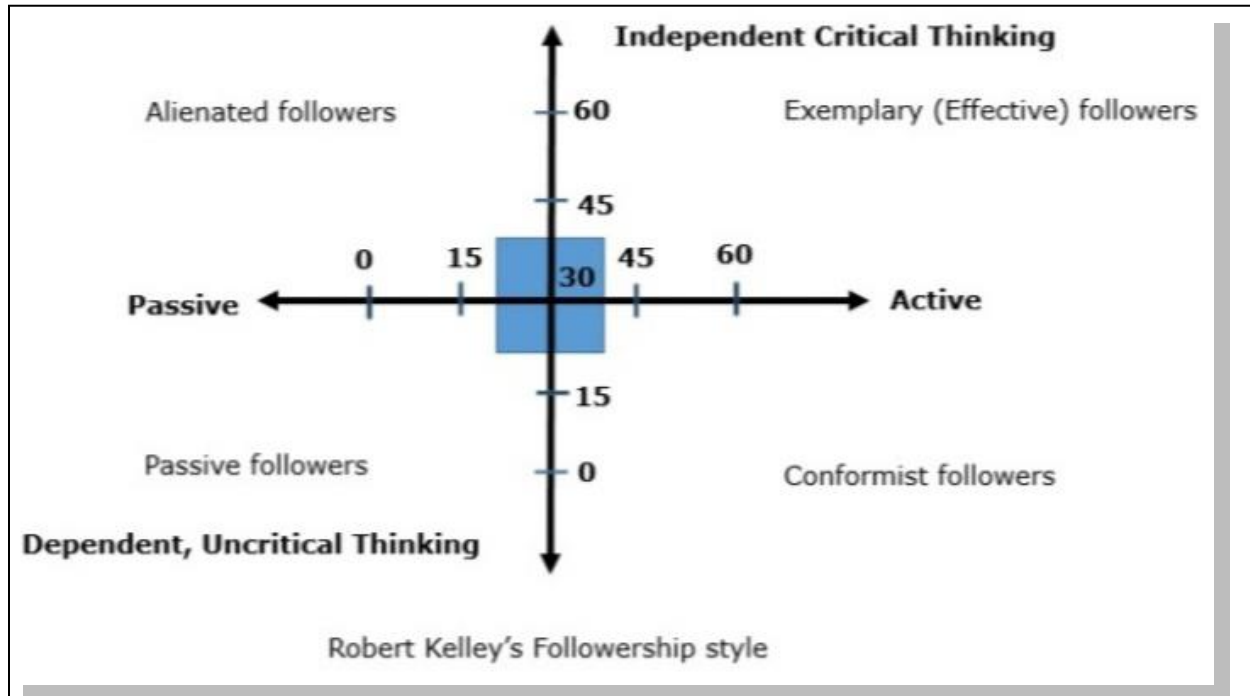 Independent Critical Thinking
Alienated followers
60
Exemplary (Effective) followers
45
0
15
30
45
60
Passive
Active
15
Passive followers
0
Conformist followers
Dependent, Uncritical Thinking
Robert Kelley's Followership style